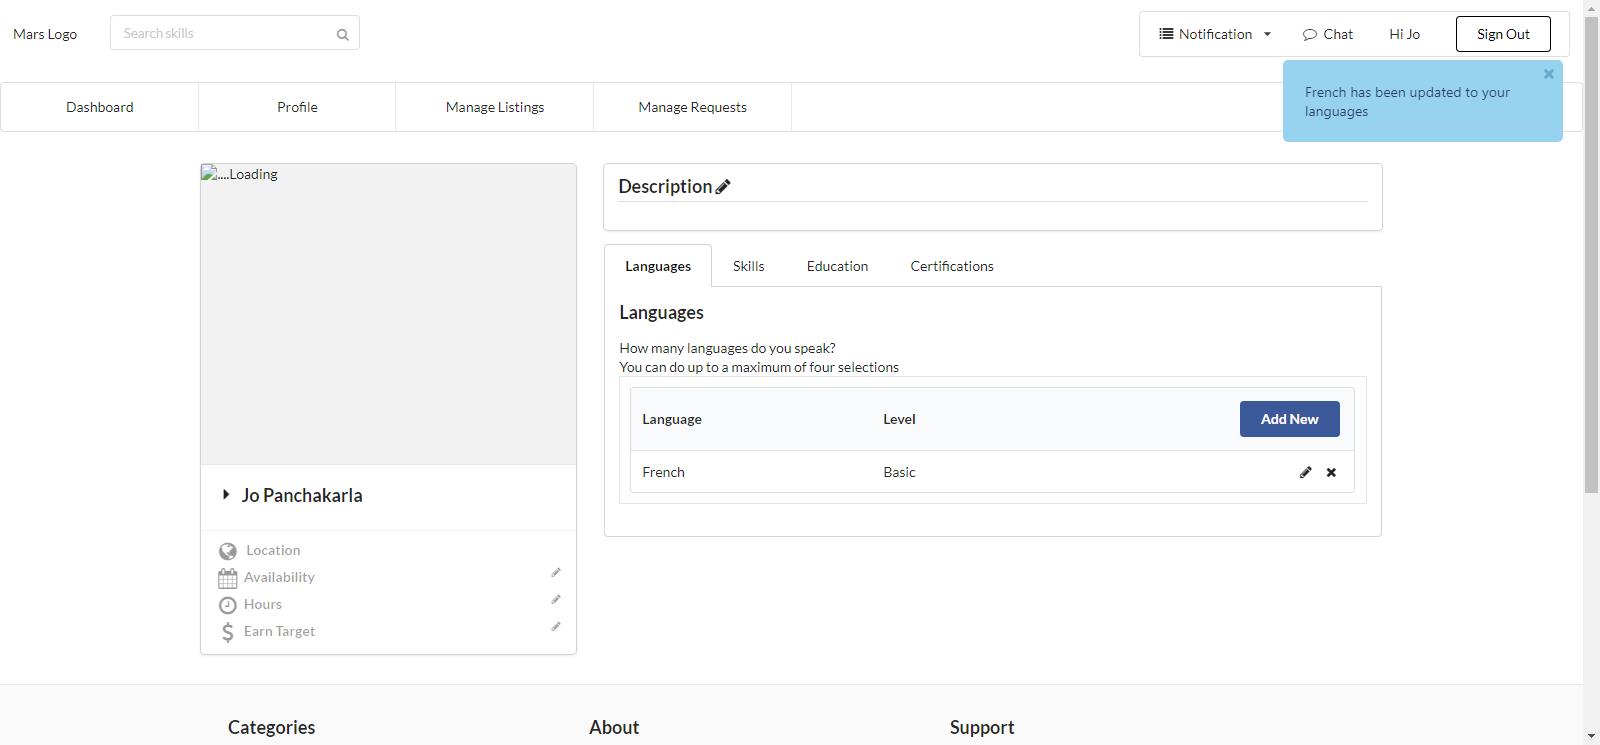 Mars Logo
Search skills
Notification
Chat
Hi Jo
Sign Out
French has been updated to your
languages
Dashboard
Profile
Manage Listings
Manage Requests
....Loading
Jo Panchakarla
Location
Availability
Hours
Earn Target
Description
Languages
Skills
Education
Certifications
Languages
How many languages do you speak?
You can do up to a maximum of four selections
Language
Level
Add New
French
Basic
Categories
About
Support